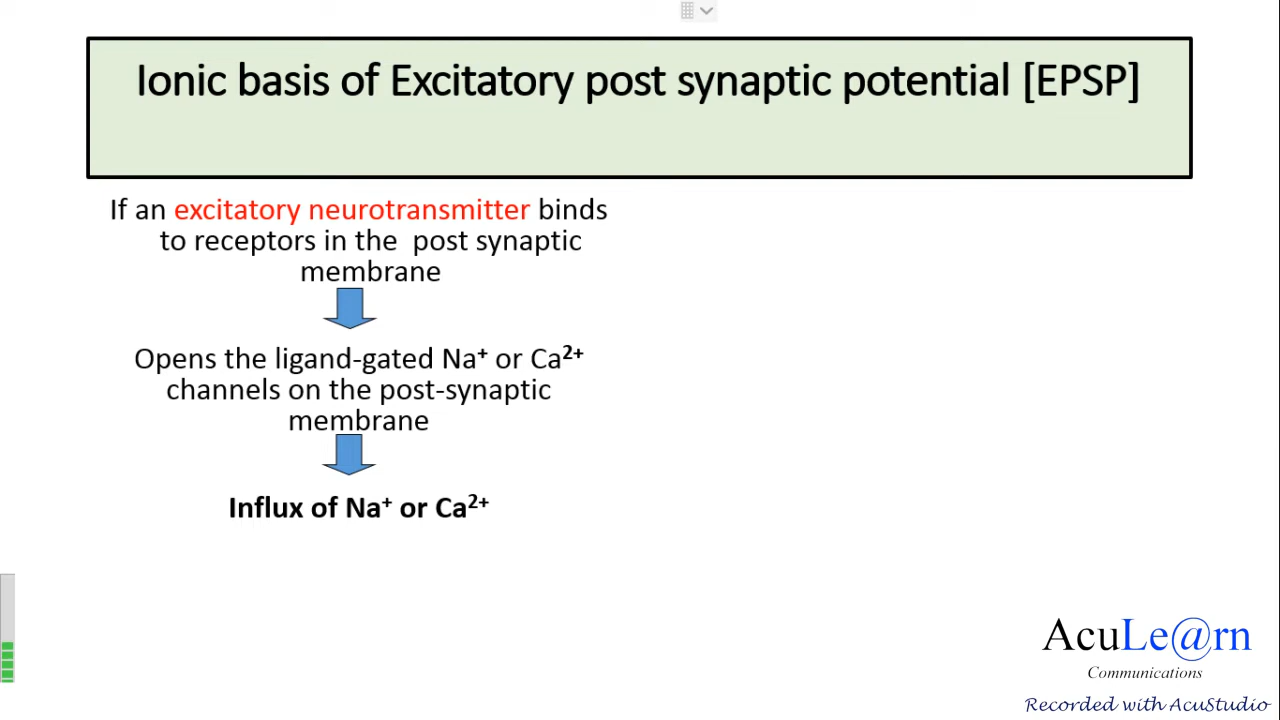 Ionic basis of Excitatory post synaptic potential [EPSP]
If an excitatory neurotransmitter binds
to receptors in the  post synaptic
membrane
Opens the ligand-gated Na⁺ or Ca²⁺
channels on the post-synaptic
membrane
Influx of Na⁺ or Ca²⁺
AcuLe@rn
Communications
Recorded with AcuStudio